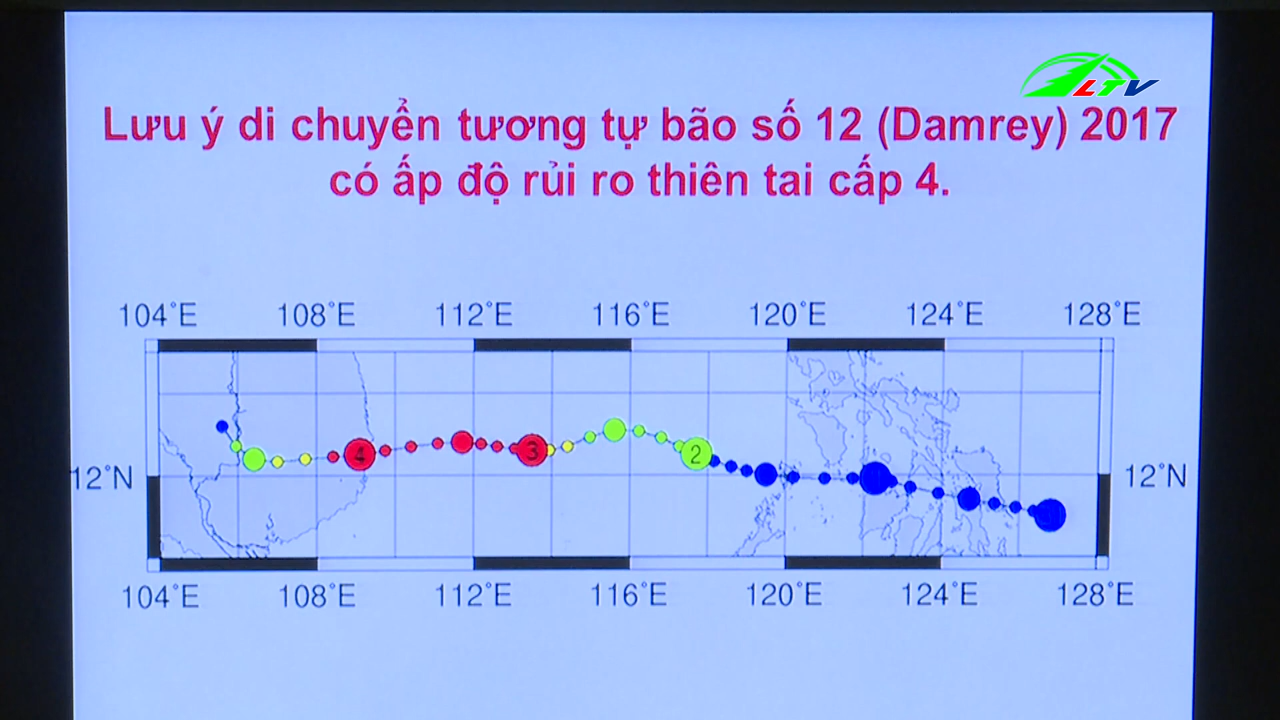 LTV
Lưu ý di chuyển tương tự bão số 12 (Damrey) 2017
có ấp độ rủi ro thiên tai cấp 4.
104°E 108°E 112°E 116°E 120°E 124°E 128°E
4 3 2
12°N 12°N
104°E 108°E 112°E 116°E 120°E 124°E 128°E